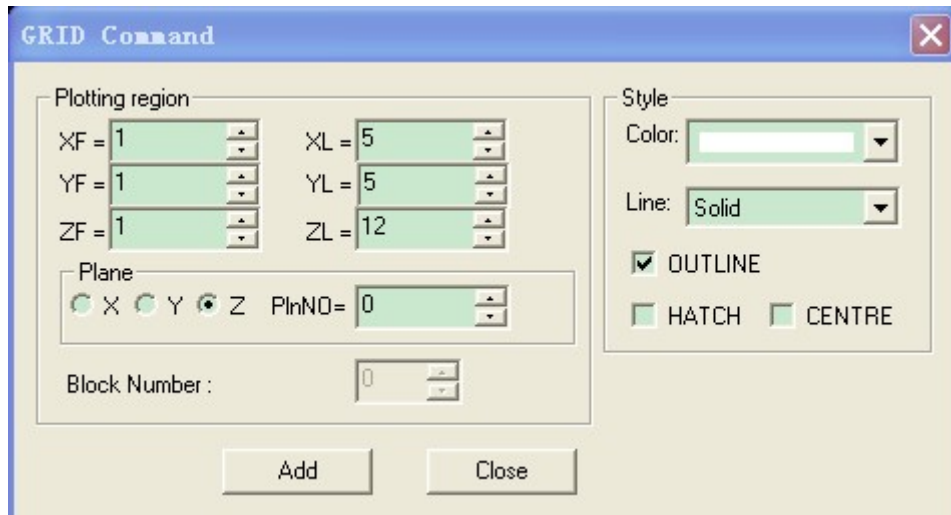 GRID Command
Plotting region
XF = 1 XL = 5
YF = 1 YL = 5
ZF = 1 ZL = 12
Plane
X Y Z PlnNO= 0
Block Number : 0
Add Close
Style
Color:
Line: Solid
OUTLINE
HATCH CENTRE